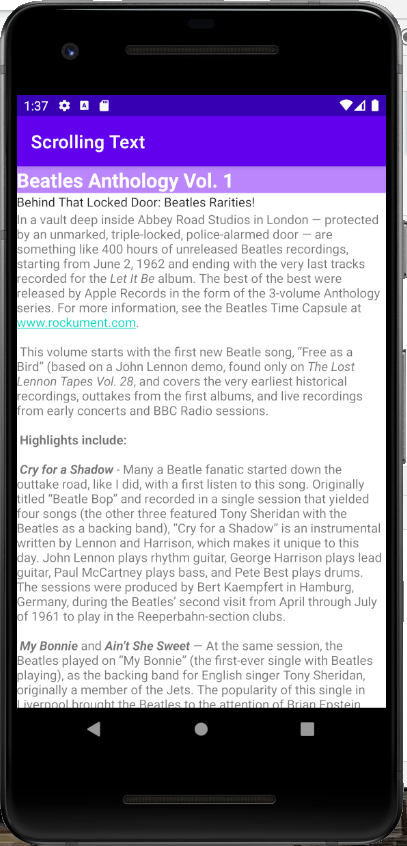 1:37
Scrolling Text
Beatles Anthology Vol. 1
Behind That Locked Door: Beatles Rarities!
In a vault deep inside Abbey Road Studios in London — protected
by an unmarked, triple-locked, police-alarmed door — are
something like 400 hours of unreleased Beatles recordings,
starting from June 2, 1962 and ending with the very last tracks
recorded for the Let It Be album. The best of the best were
released by Apple Records in the form of the 3-volume Anthology
series. For more information, see the Beatles Time Capsule at
www.rockument.com.
This volume starts with the first new Beatle song, “Free as a
Bird” (based on a John Lennon demo, found only on The Lost
Lennon Tapes Vol. 28, and covers the very earliest historical
recordings, outtakes from the first albums, and live recordings
from early concerts and BBC Radio sessions.
Highlights include:
Cry for a Shadow - Many a Beatle fanatic started down the
outtake road, like I did, with a first listen to this song. Originally
titled “Beatle Bop” and recorded in a single session that yielded
four songs (the other three featured Tony Sheridan with the
Beatles as a backing band), “Cry for a Shadow” is an instrumental
written by Lennon and Harrison, which makes it unique to this
day. John Lennon plays rhythm guitar, George Harrison plays lead
guitar, Paul McCartney plays bass, and Pete Best plays drums.
The sessions were produced by Bert Kaempfert in Hamburg,
Germany, during the Beatles’ second visit from April through July
of 1961 to play in the Reeperbahn-section clubs.
My Bonnie and Ain’t She Sweet — At the same session, the
Beatles played on “My Bonnie” (the first-ever single with Beatles
playing), as the backing band for English singer Tony Sheridan,
originally a member of the Jets. The popularity of this single in
Liverpool brought the Beatles to the attention of Brian Epstein